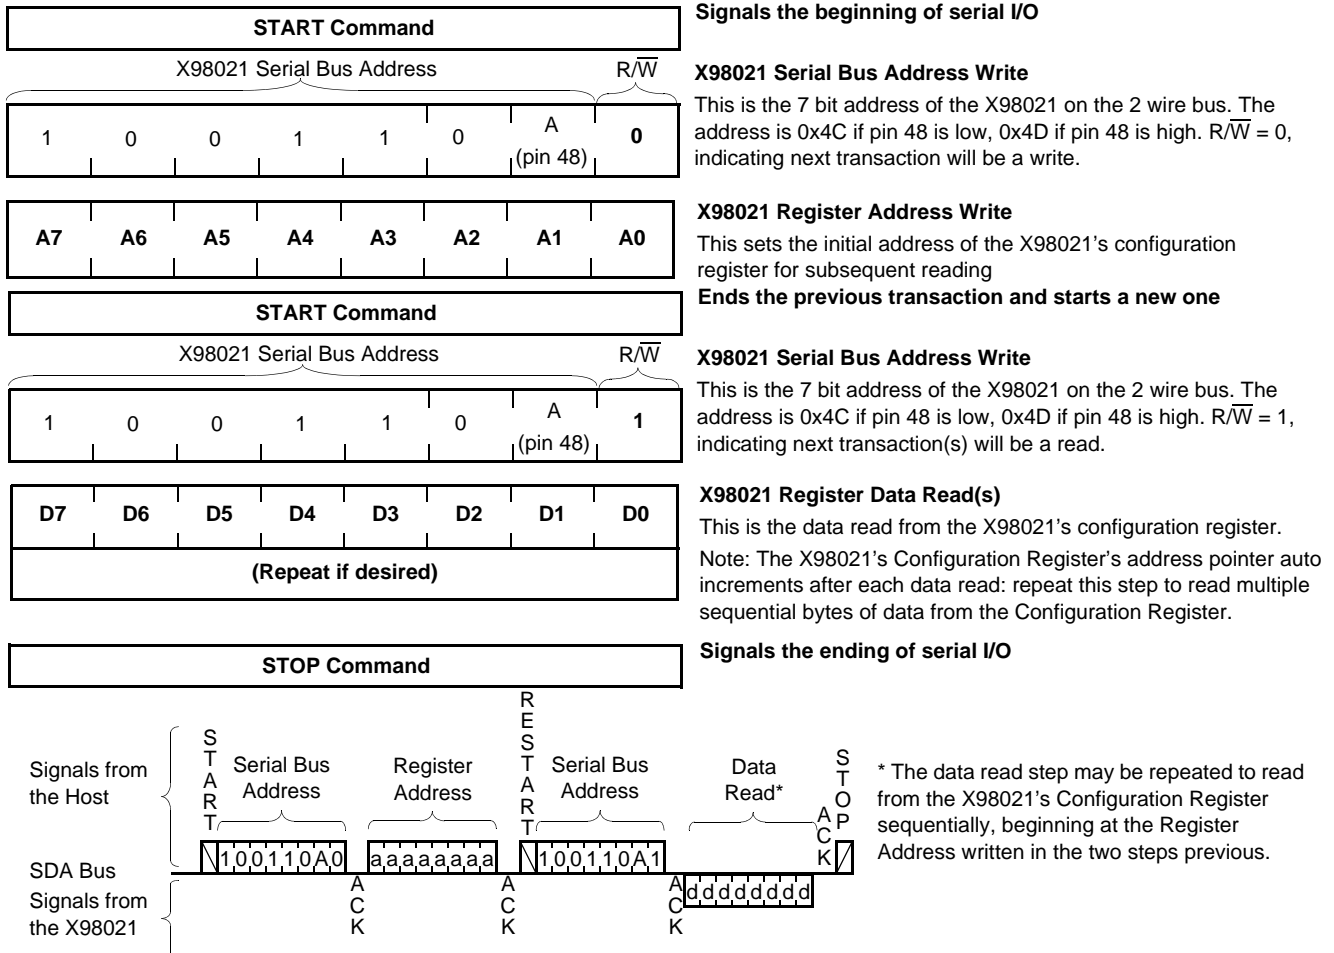 START Command
Signals the beginning of serial I/O
X98021 Serial Bus Address
R/W̅
X98021 Serial Bus Address Write
1 0 0 1 1 0 A (pin 48) 0
This is the 7 bit address of the X98021 on the 2 wire bus. The
address is 0x4C if pin 48 is low, 0x4D if pin 48 is high. R/W̅ = 0,
indicating next transaction will be a write.
A7 A6 A5 A4 A3 A2 A1 A0
X98021 Register Address Write
This sets the initial address of the X98021's configuration
register for subsequent reading
START Command
Ends the previous transaction and starts a new one
X98021 Serial Bus Address
R/W̅
X98021 Serial Bus Address Write
1 0 0 1 1 0 A (pin 48) 1
This is the 7 bit address of the X98021 on the 2 wire bus. The
address is 0x4C if pin 48 is low, 0x4D if pin 48 is high. R/W̅ = 1,
indicating next transaction(s) will be a read.
D7 D6 D5 D4 D3 D2 D1 D0
(Repeat if desired)
X98021 Register Data Read(s)
This is the data read from the X98021's configuration register.
Note: The X98021's Configuration Register's address pointer auto
increments after each data read: repeat this step to read multiple
sequential bytes of data from the Configuration Register.
STOP Command
Signals the ending of serial I/O
Signals from
the Host
START
Serial Bus
Address
Register
Address
RESTART
Serial Bus
Address
Data
Read*
ACK
STOP
* The data read step may be repeated to read
from the X98021's Configuration Register
sequentially, beginning at the Register
Address written in the two steps previous.
SDA Bus
1 0 0 1 1 0 A 0
a a a a a a a a
1 0 0 1 1 0 A 1
Signals from
the X98021
ACK
ACK
ACK
d d d d d d d d